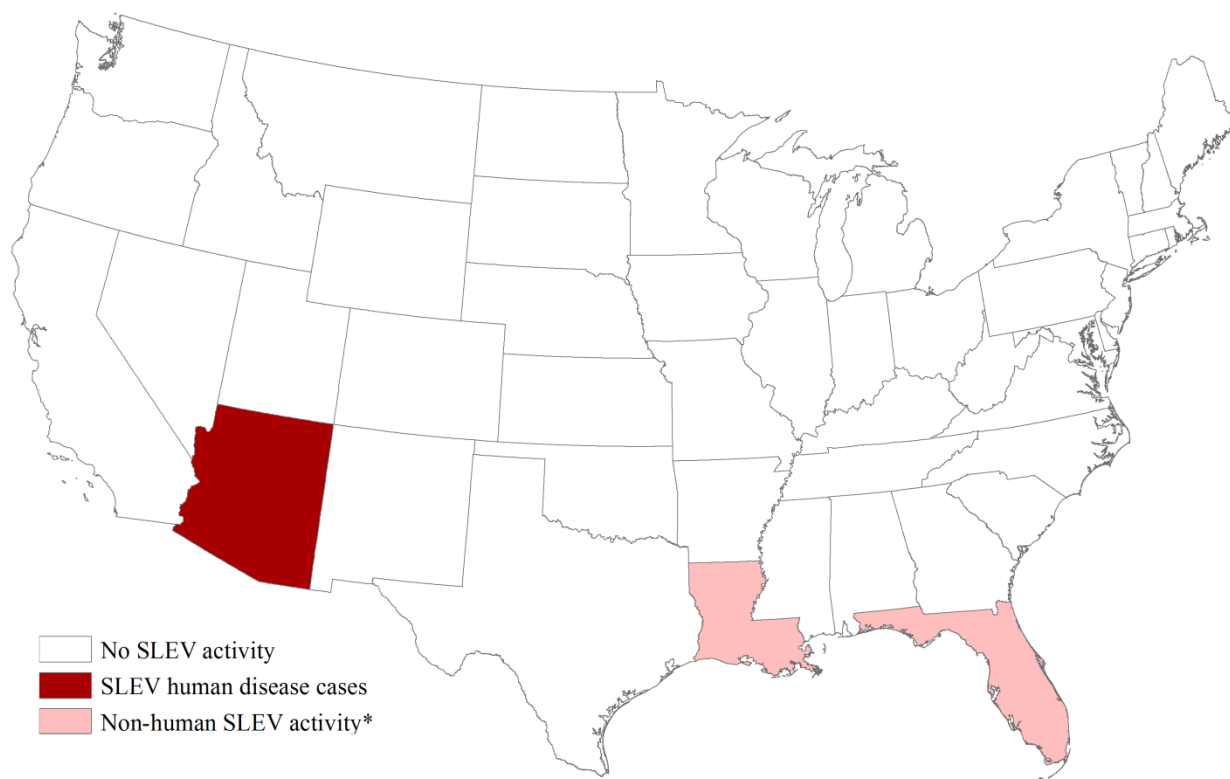 No SLEV activity
SLEV human disease cases
Non-human SLEV activity*